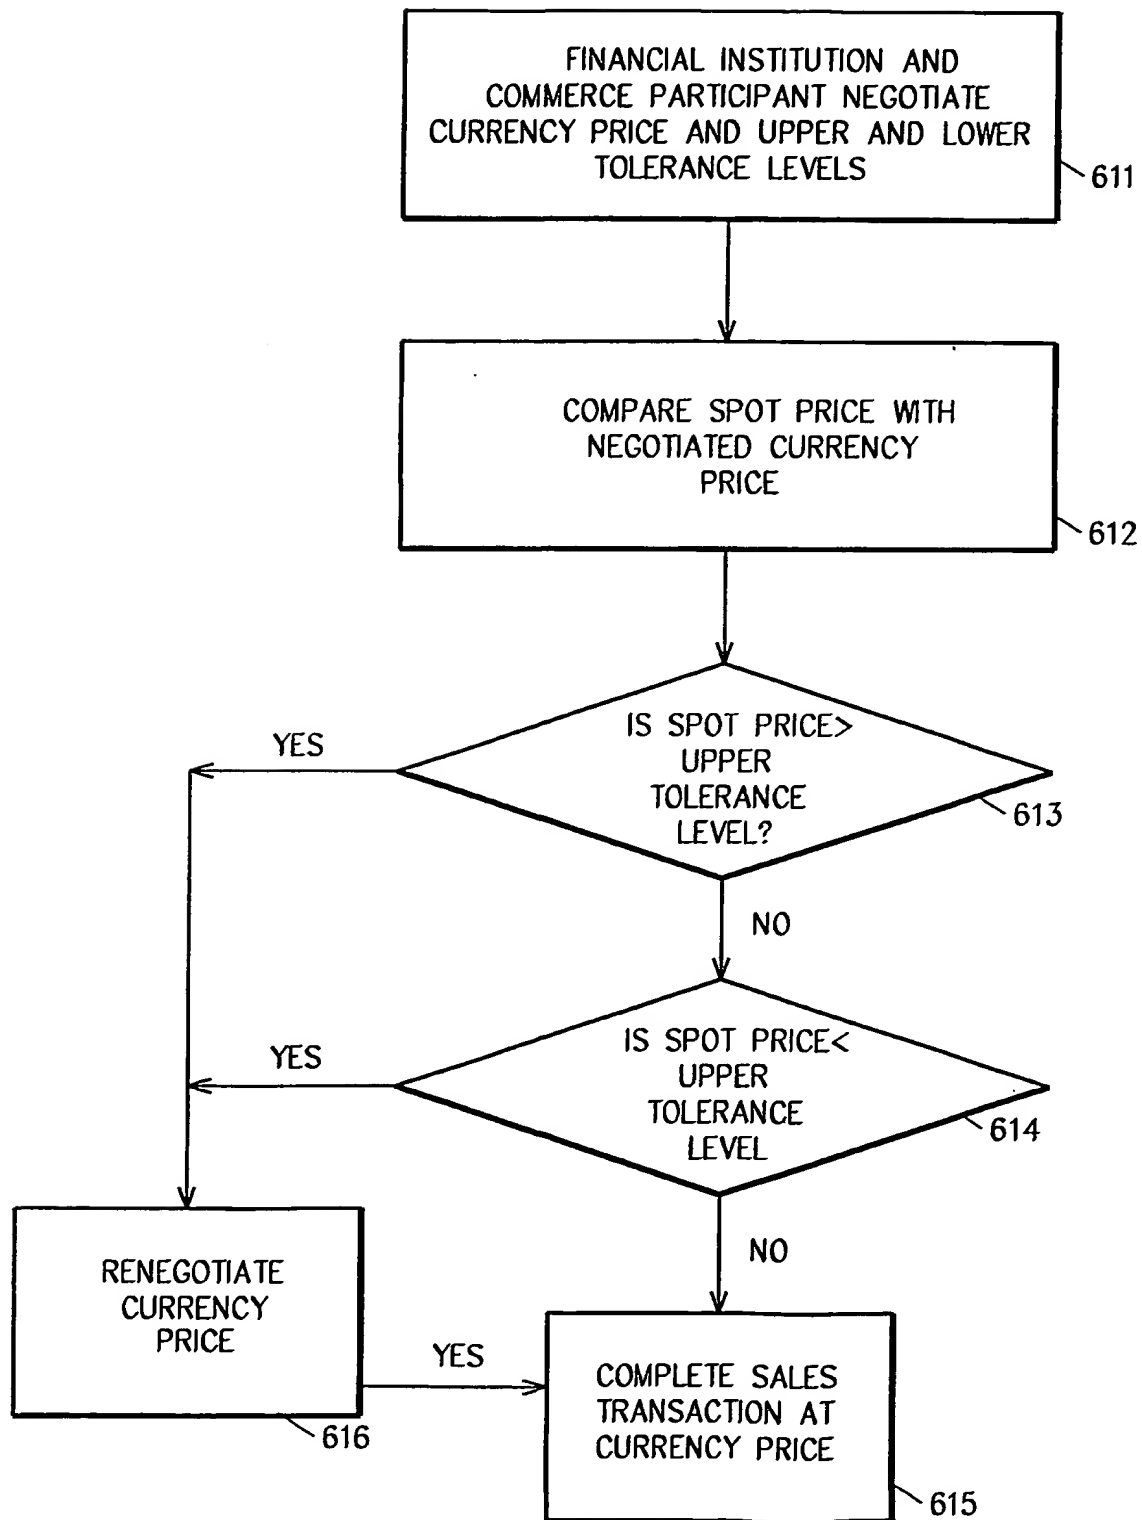 FINANCIAL INSTITUTION AND
COMMERCE PARTICIPANT NEGOTIATE
CURRENCY PRICE AND UPPER AND LOWER
TOLERANCE LEVELS
611
COMPARE SPOT PRICE WITH
NEGOTIATED CURRENCY
PRICE
612
IS SPOT PRICE>
UPPER
TOLERANCE
LEVEL?
613
YES
NO
IS SPOT PRICE<
UPPER
TOLERANCE
LEVEL
614
YES
NO
RENEGOTIATE
CURRENCY
PRICE
616
YES
COMPLETE SALES
TRANSACTION AT
CURRENCY PRICE
615